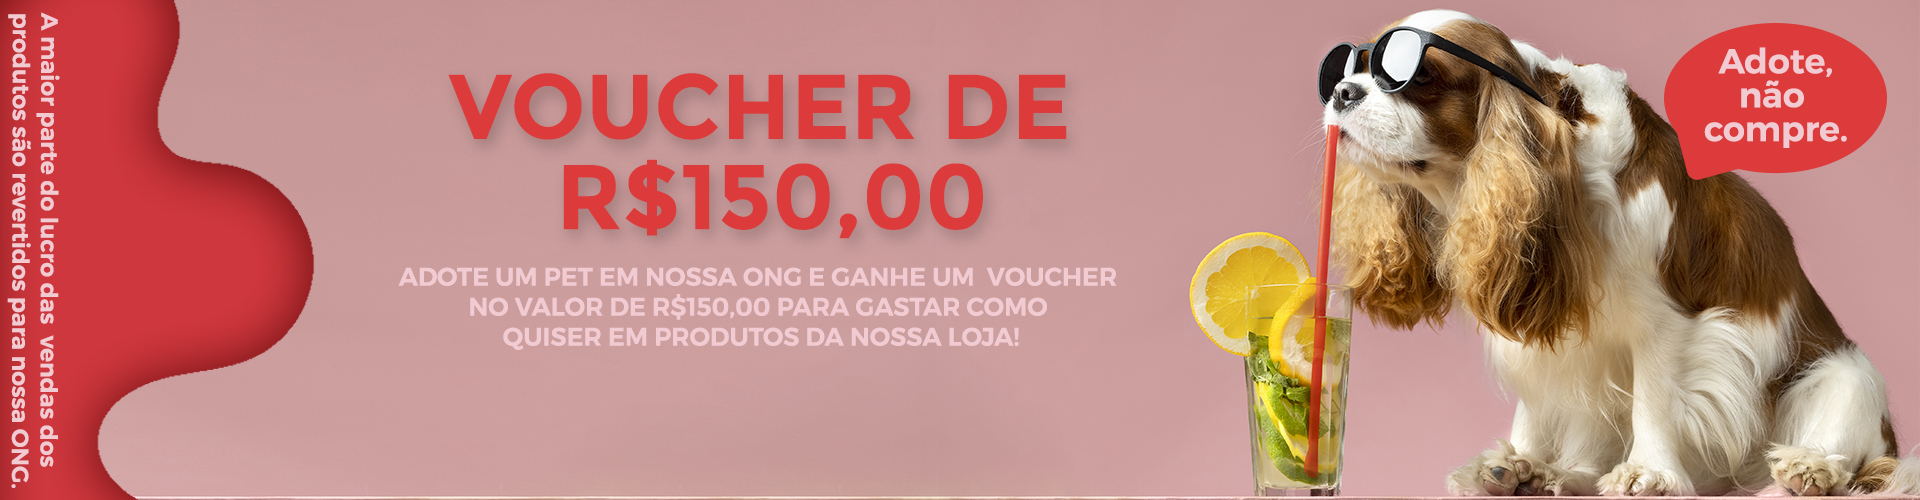 A maior parte do lucro das vendas dos
produtos são revertidos para nossa ONG.
VOUCHER DE
R$150,00
ADOTE UM PET EM NOSSA ONG E GANHE UM VOUCHER
NO VALOR DE R$150,00 PARA GASTAR COMO
QUISER EM PRODUTOS DA NOSSA LOJA!
Adote,
não
compre.